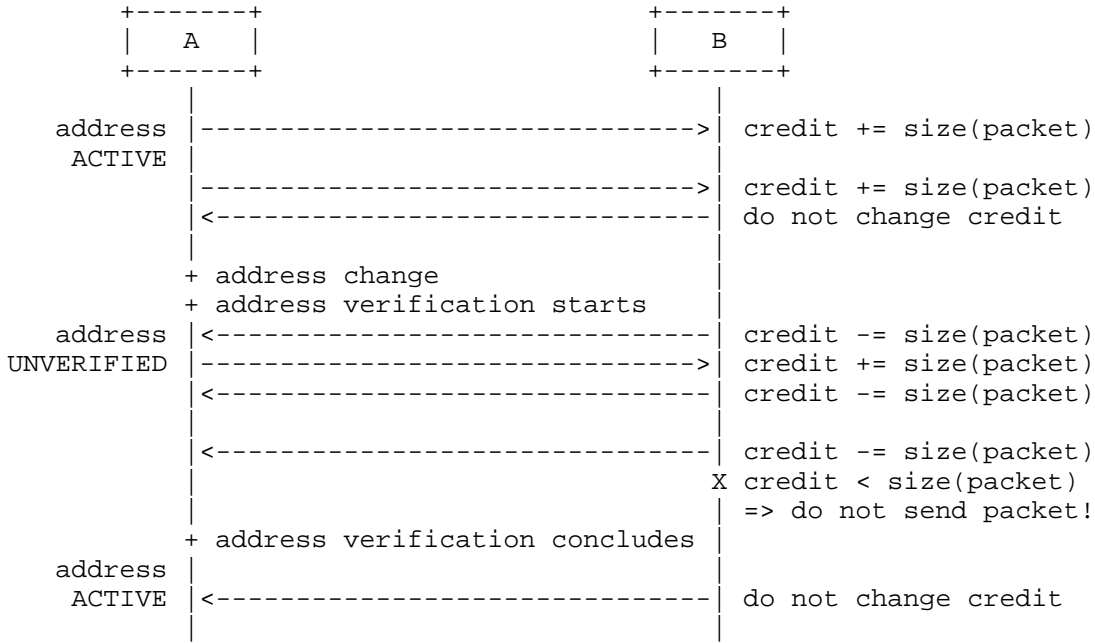 A B
address credit += size(packet)
ACTIVE
credit += size(packet)
do not change credit
+ address change
+ address verification starts
address credit -= size(packet)
UNVERIFIED credit += size(packet)
credit -= size(packet)
credit -= size(packet)
X credit < size(packet)
=> do not send packet!
+ address verification concludes
address
ACTIVE do not change credit